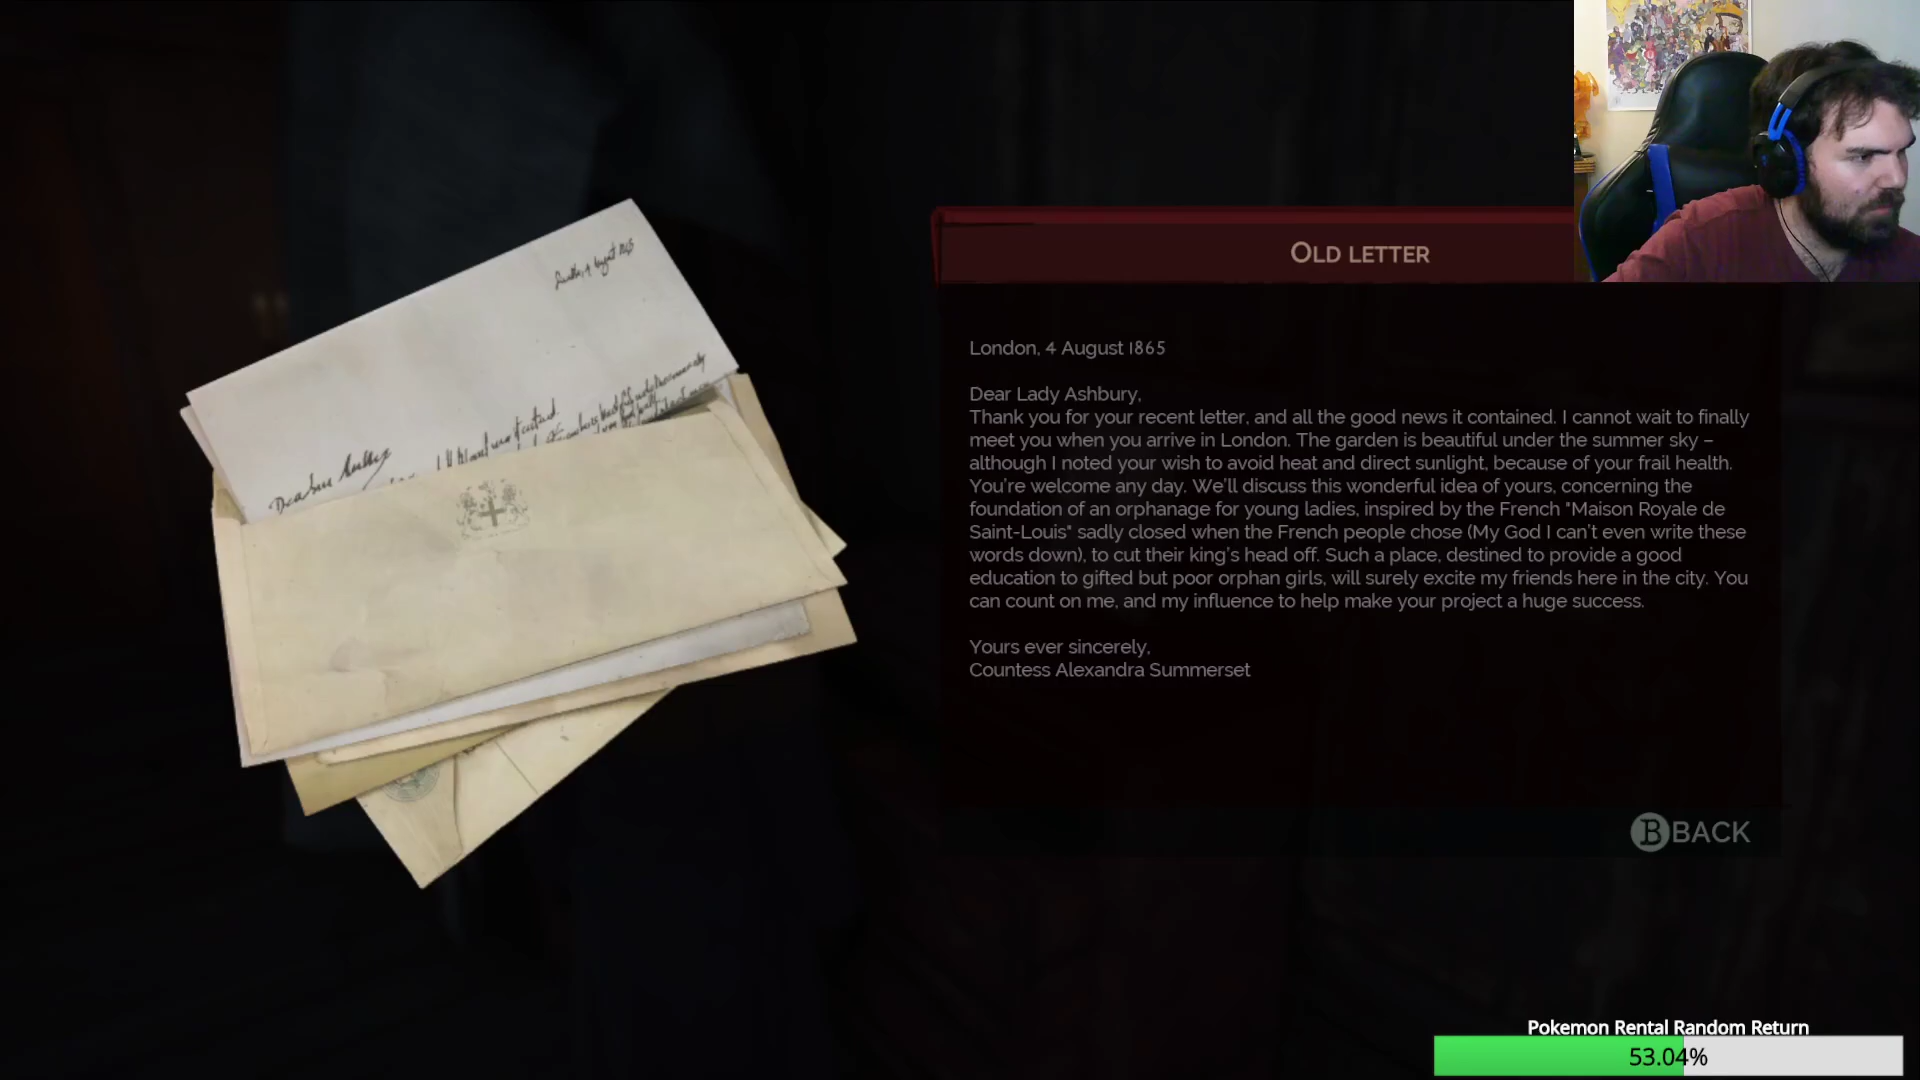 OLD LETTER
London, 4 August 1865
Dear Lady Ashbury,
Thank you for your recent letter, and all the good news it contained. I cannot wait to finally
meet you when you arrive in London. The garden is beautiful under the summer sky –
although I noted your wish to avoid heat and direct sunlight, because of your frail health.
You're welcome any day. We'll discuss this wonderful idea of yours, concerning the
foundation of an orphanage for young ladies, inspired by the French "Maison Royale de
Saint-Louis" sadly closed when the French people chose (My God I can't even write these
words down), to cut their king's head off. Such a place, destined to provide a good
education to gifted but poor orphan girls, will surely excite my friends here in the city. You
can count on me, and my influence to help make your project a huge success.
Yours ever sincerely,
Countess Alexandra Summerset
B BACK
Pokemon Rental Random Return
53.04%